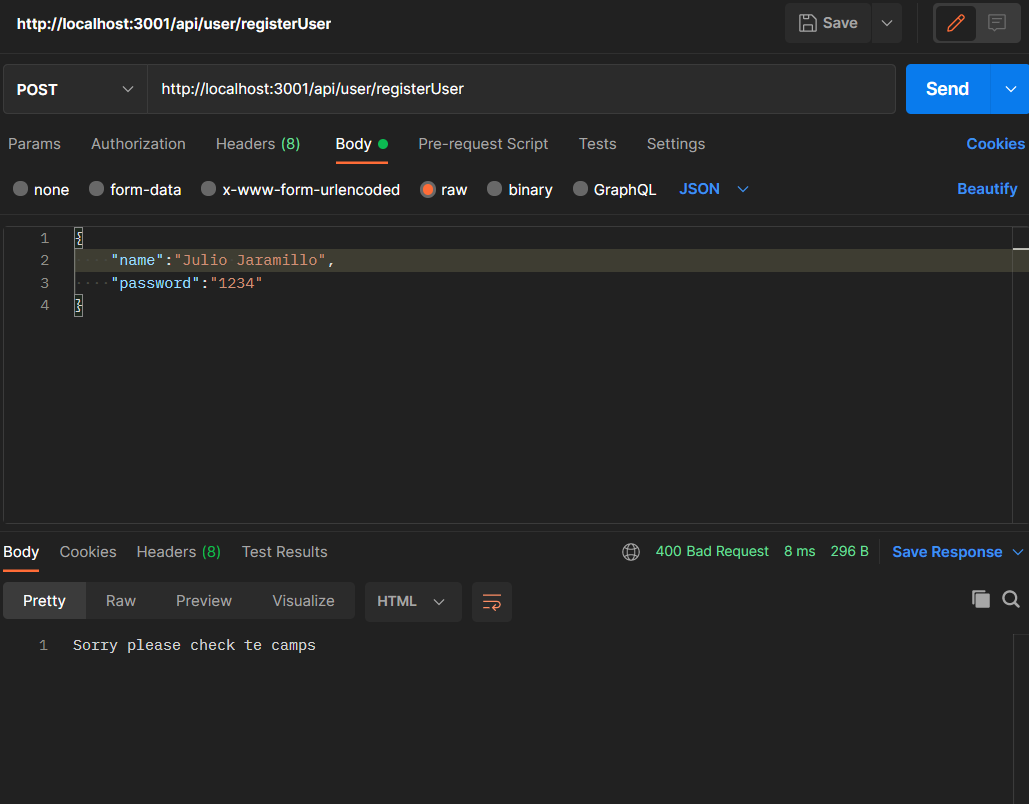 http://localhost:3001/api/user/registerUser Save
POST http://localhost:3001/api/user/registerUser Send
Params Authorization Headers (8) Body Pre-request Script Tests Settings Cookies
none form-data x-www-form-urlencoded raw binary GraphQL JSON Beautify
1 {
2 "name":"Julio Jaramillo",
3 "password":"1234"
4 }
Body Cookies Headers (8) Test Results 400 Bad Request 8 ms 296 B Save Response
Pretty Raw Preview Visualize HTML
1 Sorry please check te camps